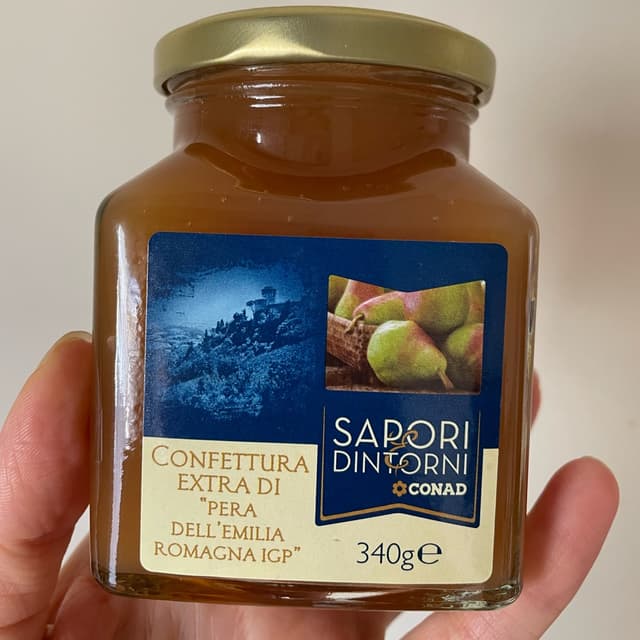 SAPORI
E
DINTORNI
CONAD
CONFETTURA
EXTRA DI
"PERA
DELL'EMILIA
ROMAGNA IGP"
340g℮